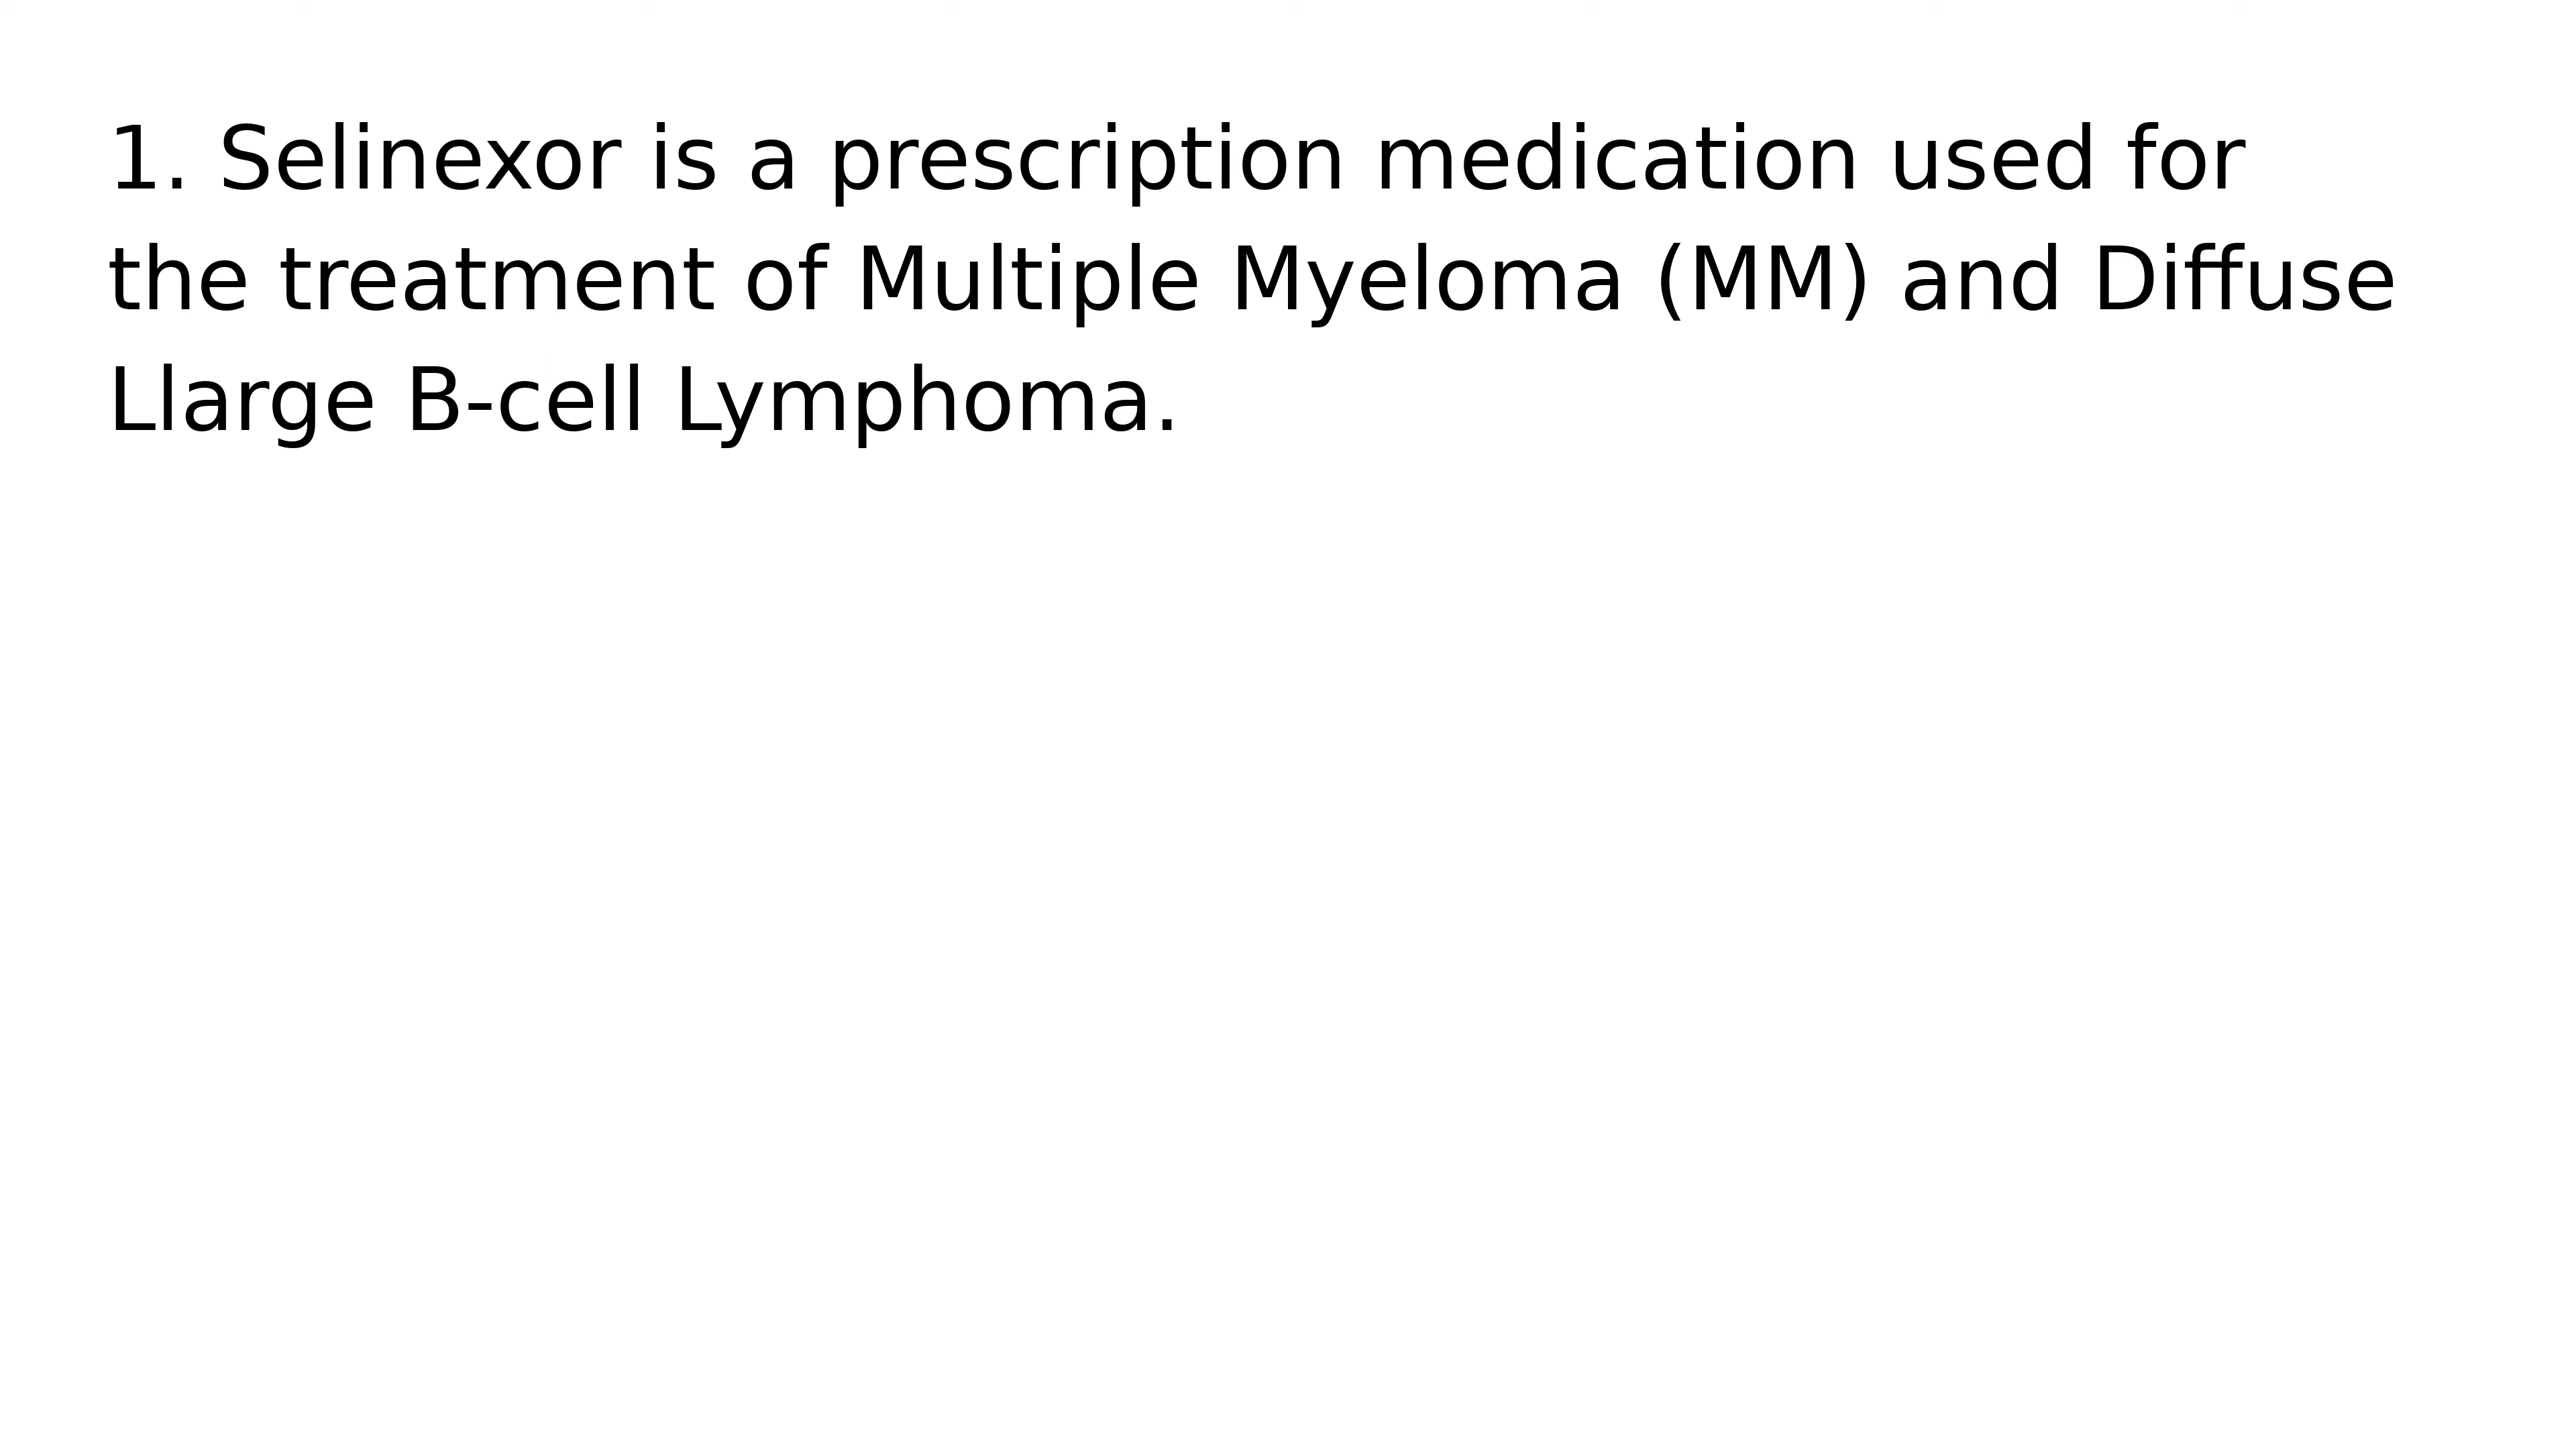 1. Selinexor is a prescription medication used for
the treatment of Multiple Myeloma (MM) and Diffuse
Llarge B-cell Lymphoma.